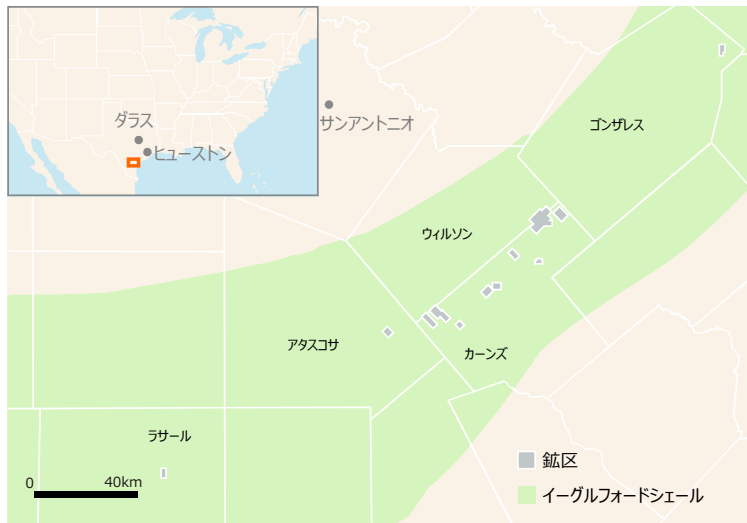 ダラス
ヒューストン
サンアントニオ
ゴンザレス
ウィルソン
アタスコサ
カーンズ
ラサール
0 40km
鉱区
イーグルフォードシェール